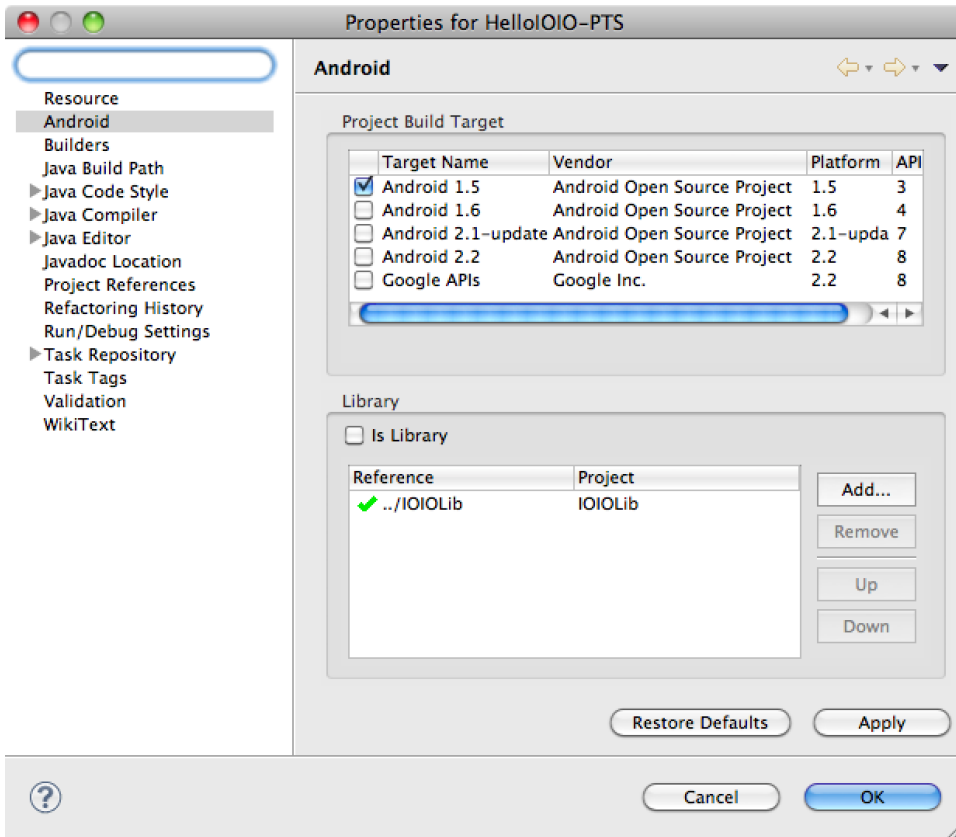 Properties for HelloIOIO-PTS
Resource
Android
Builders
Java Build Path
Java Code Style
Java Compiler
Java Editor
Javadoc Location
Project References
Refactoring History
Run/Debug Settings
Task Repository
Task Tags
Validation
WikiText
Android
Project Build Target
Target Name Vendor Platform API
Android 1.5 Android Open Source Project 1.5 3
Android 1.6 Android Open Source Project 1.6 4
Android 2.1-update Android Open Source Project 2.1-upda 7
Android 2.2 Android Open Source Project 2.2 8
Google APIs Google Inc. 2.2 8
Library
Is Library
Reference Project
../IOIOLib IOIOLib
Add...
Remove
Up
Down
Restore Defaults Apply
? Cancel OK